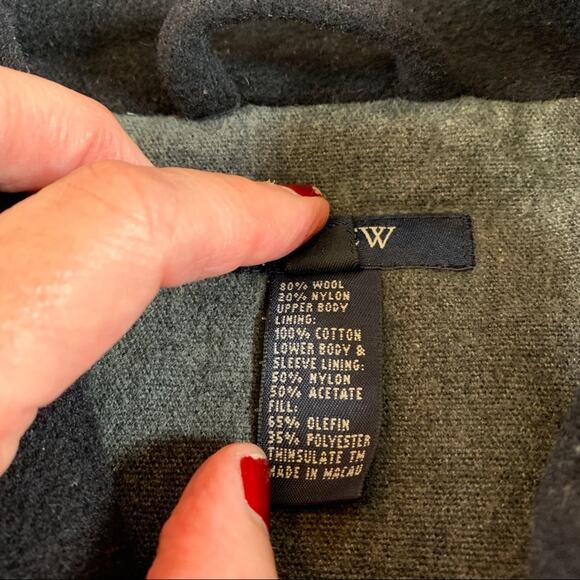 EW
80% WOOL
20% NYLON
UPPER BODY
LINING:
100% COTTON
LOWER BODY &
SLEEVE LINING:
50% NYLON
50% ACETATE
FILL:
65% OLEFIN
35% POLYESTER
THINSULATE TM
MADE IN MACAU